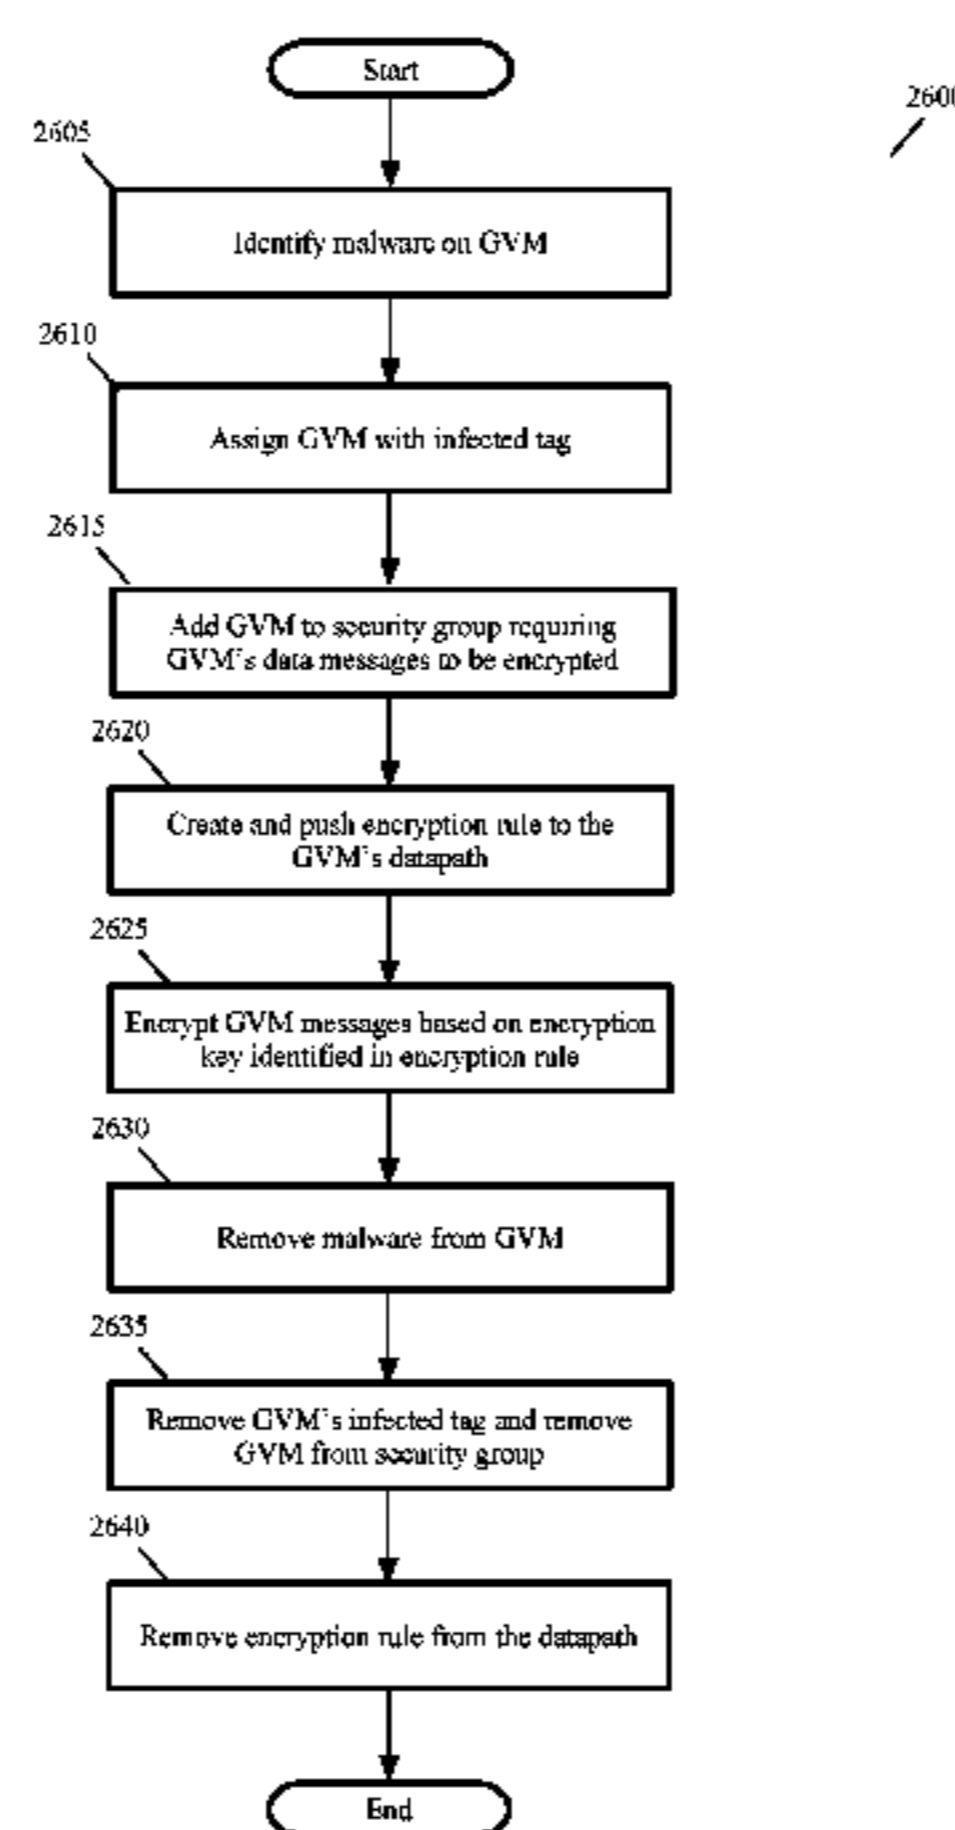 Start
2600
2605
Identify malware on GVM
2610
Assign GVM with infected tag
2615
Add GVM to security group requiring
GVM's data messages to be encrypted
2620
Create and push encryption rule to the
GVM's datapath
2625
Encrypt GVM messages based on encryption
key identified in encryption rule
2630
Remove malware from GVM
2635
Remove GVM's infected tag and remove
GVM from security group
2640
Remove encryption rule from the datapath
End